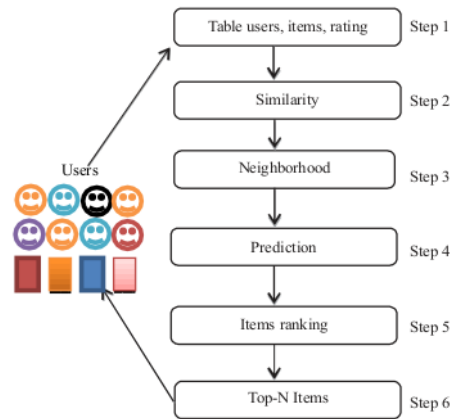 Table users, items, rating Step 1
Similarity Step 2
Users
Neighborhood Step 3
Prediction Step 4
Items ranking Step 5
Top-N Items Step 6